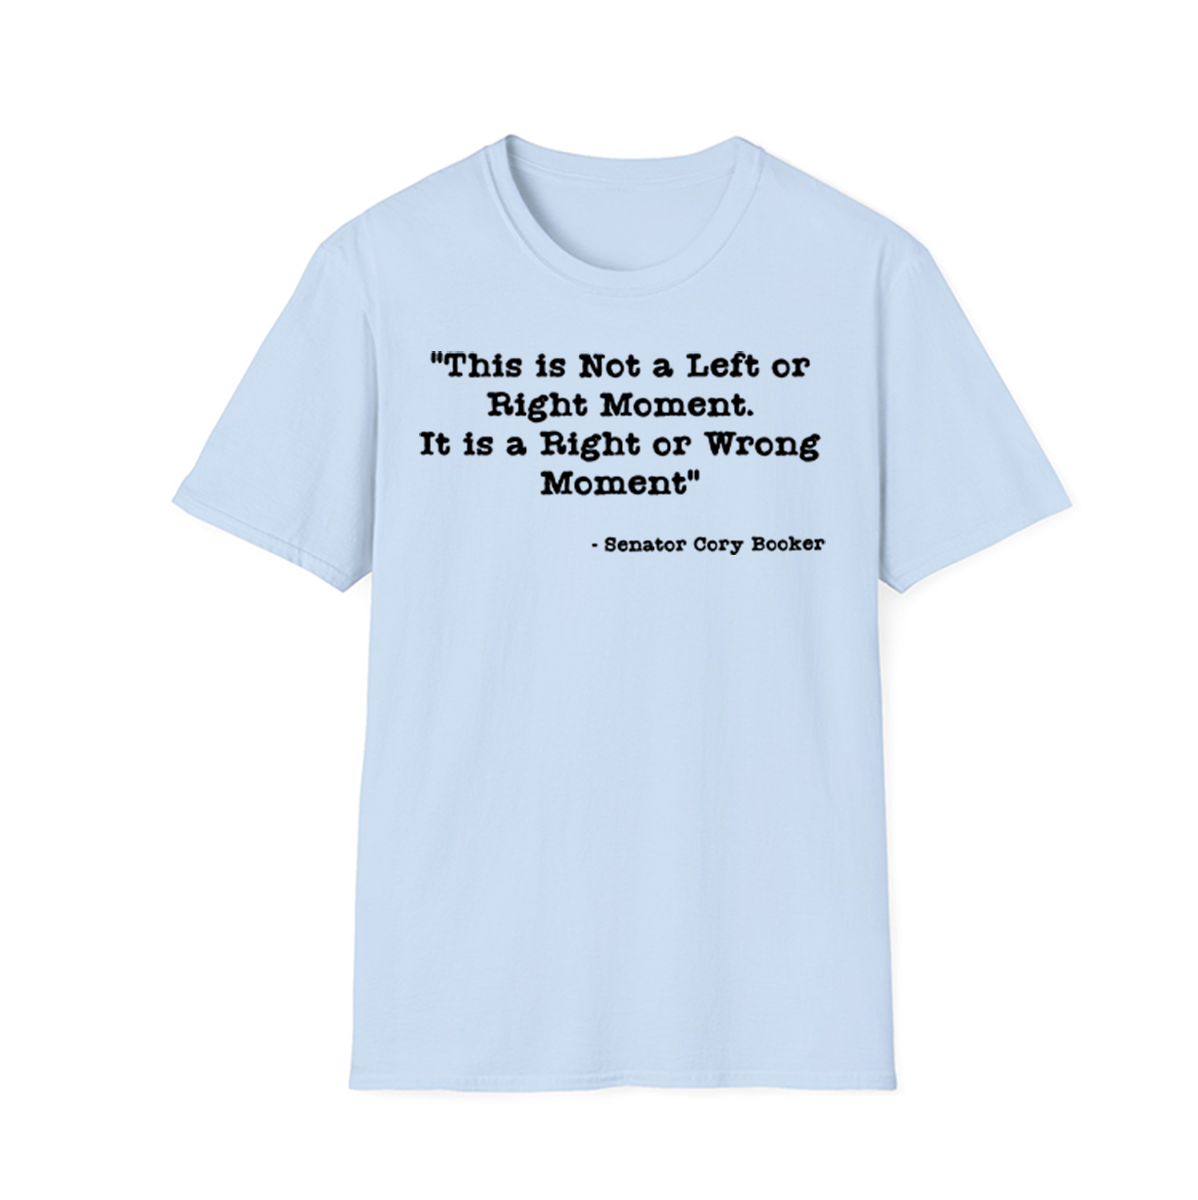 "This is Not a Left or
Right Moment.
It is a Right or Wrong
Moment"
- Senator Cory Booker